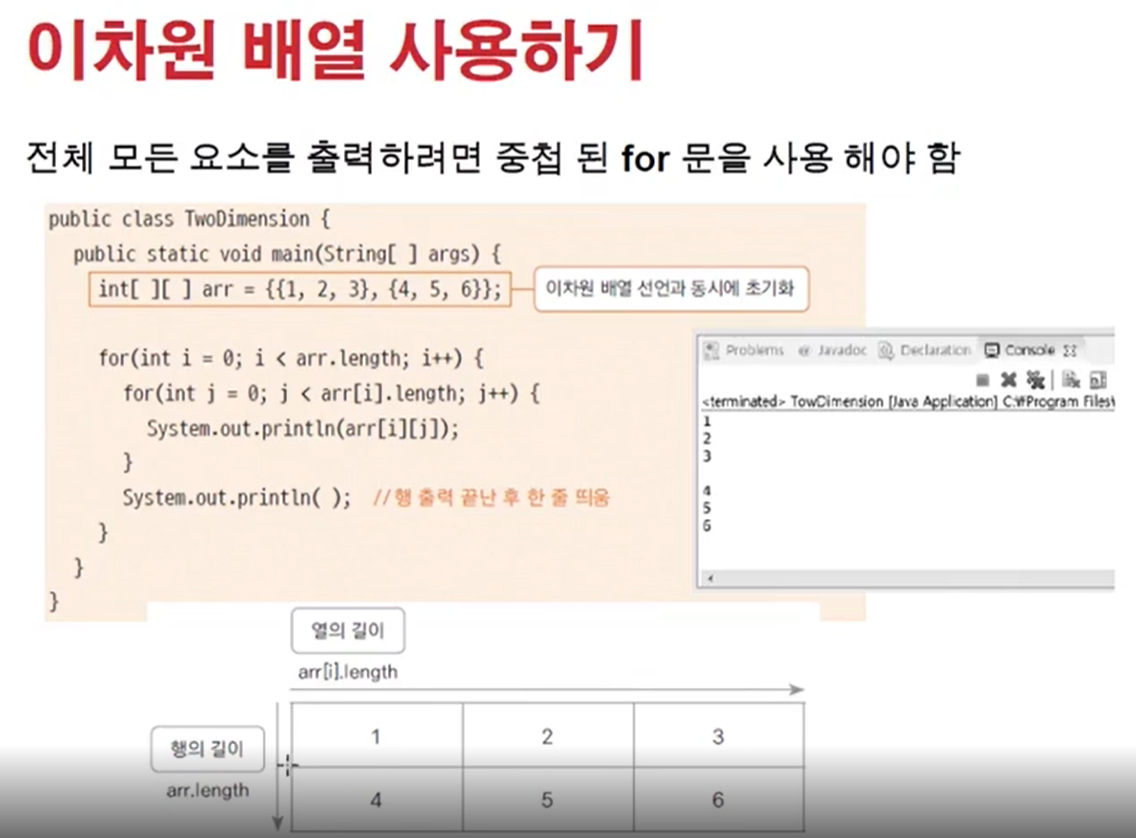 이차원 배열 사용하기
전체 모든 요소를 출력하려면 중첩 된 for 문을 사용 해야 함
public class TwoDimension {
public static void main(String[ ] args) {
int[ ][ ] arr = {{1, 2, 3}, {4, 5, 6}};
이차원 배열 선언과 동시에 초기화
for(int i = 0; i < arr.length; i++) {
for(int j = 0; j < arr[i].length; j++) {
System.out.println(arr[i][j]);
}
System.out.println( ); //행 출력 끝난 후 한 줄 띄움
}
}
}
Problems @ Javadoc Declaration Console
<terminated> TowDimension [Java Application] C:₩Program Files₩
1
2
3
4
5
6
열의 길이
arr[i].length
행의 길이
arr.length
1 2 3
4 5 6